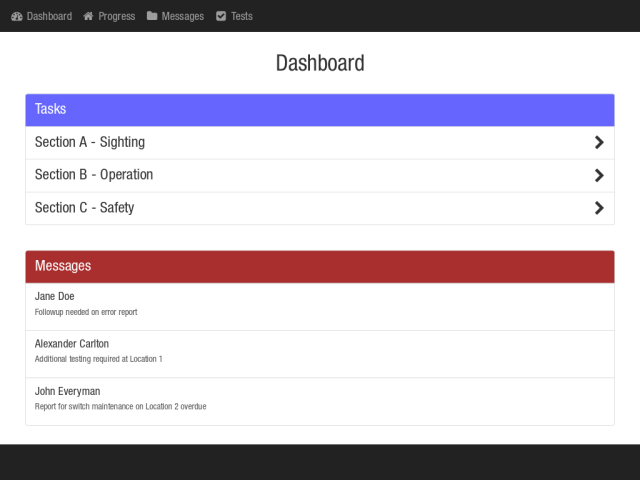 Dashboard Progress Messages Tests
Dashboard
Tasks
Section A - Sighting
Section B - Operation
Section C - Safety
Messages
Jane Doe
Followup needed on error report
Alexander Carlton
Additional testing required at Location 1
John Everyman
Report for switch maintenance on Location 2 overdue